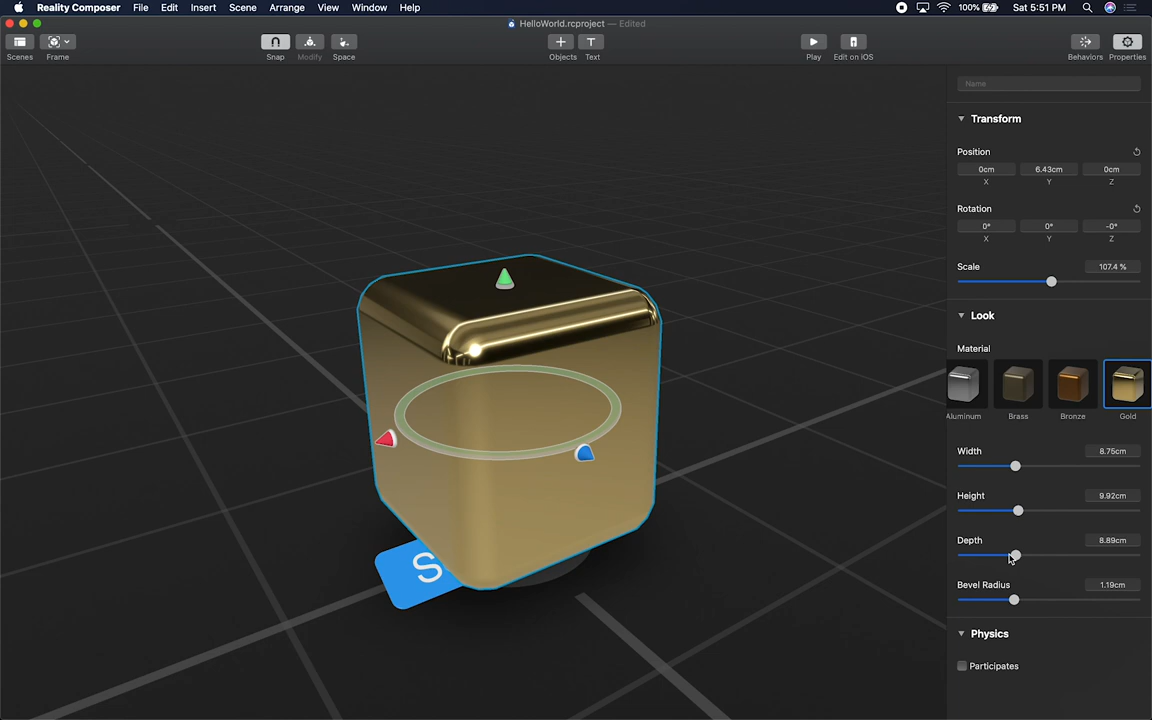 Reality Composer File Edit Insert Scene Arrange View Window Help 100% Sat 5:51 PM
HelloWorld.rcproject — Edited
Scenes Frame Snap Modify Space Objects Text Play Edit on iOS Behaviors Properties
Name
Transform
Position
0cm 6.43cm 0cm
X Y Z
Rotation
0° 0° -0°
X Y Z
Scale 107.4 %
Look
Material
Aluminum Brass Bronze Gold
Width 8.75cm
Height 9.92cm
Depth 8.89cm
S
Bevel Radius 1.19cm
Physics
Participates